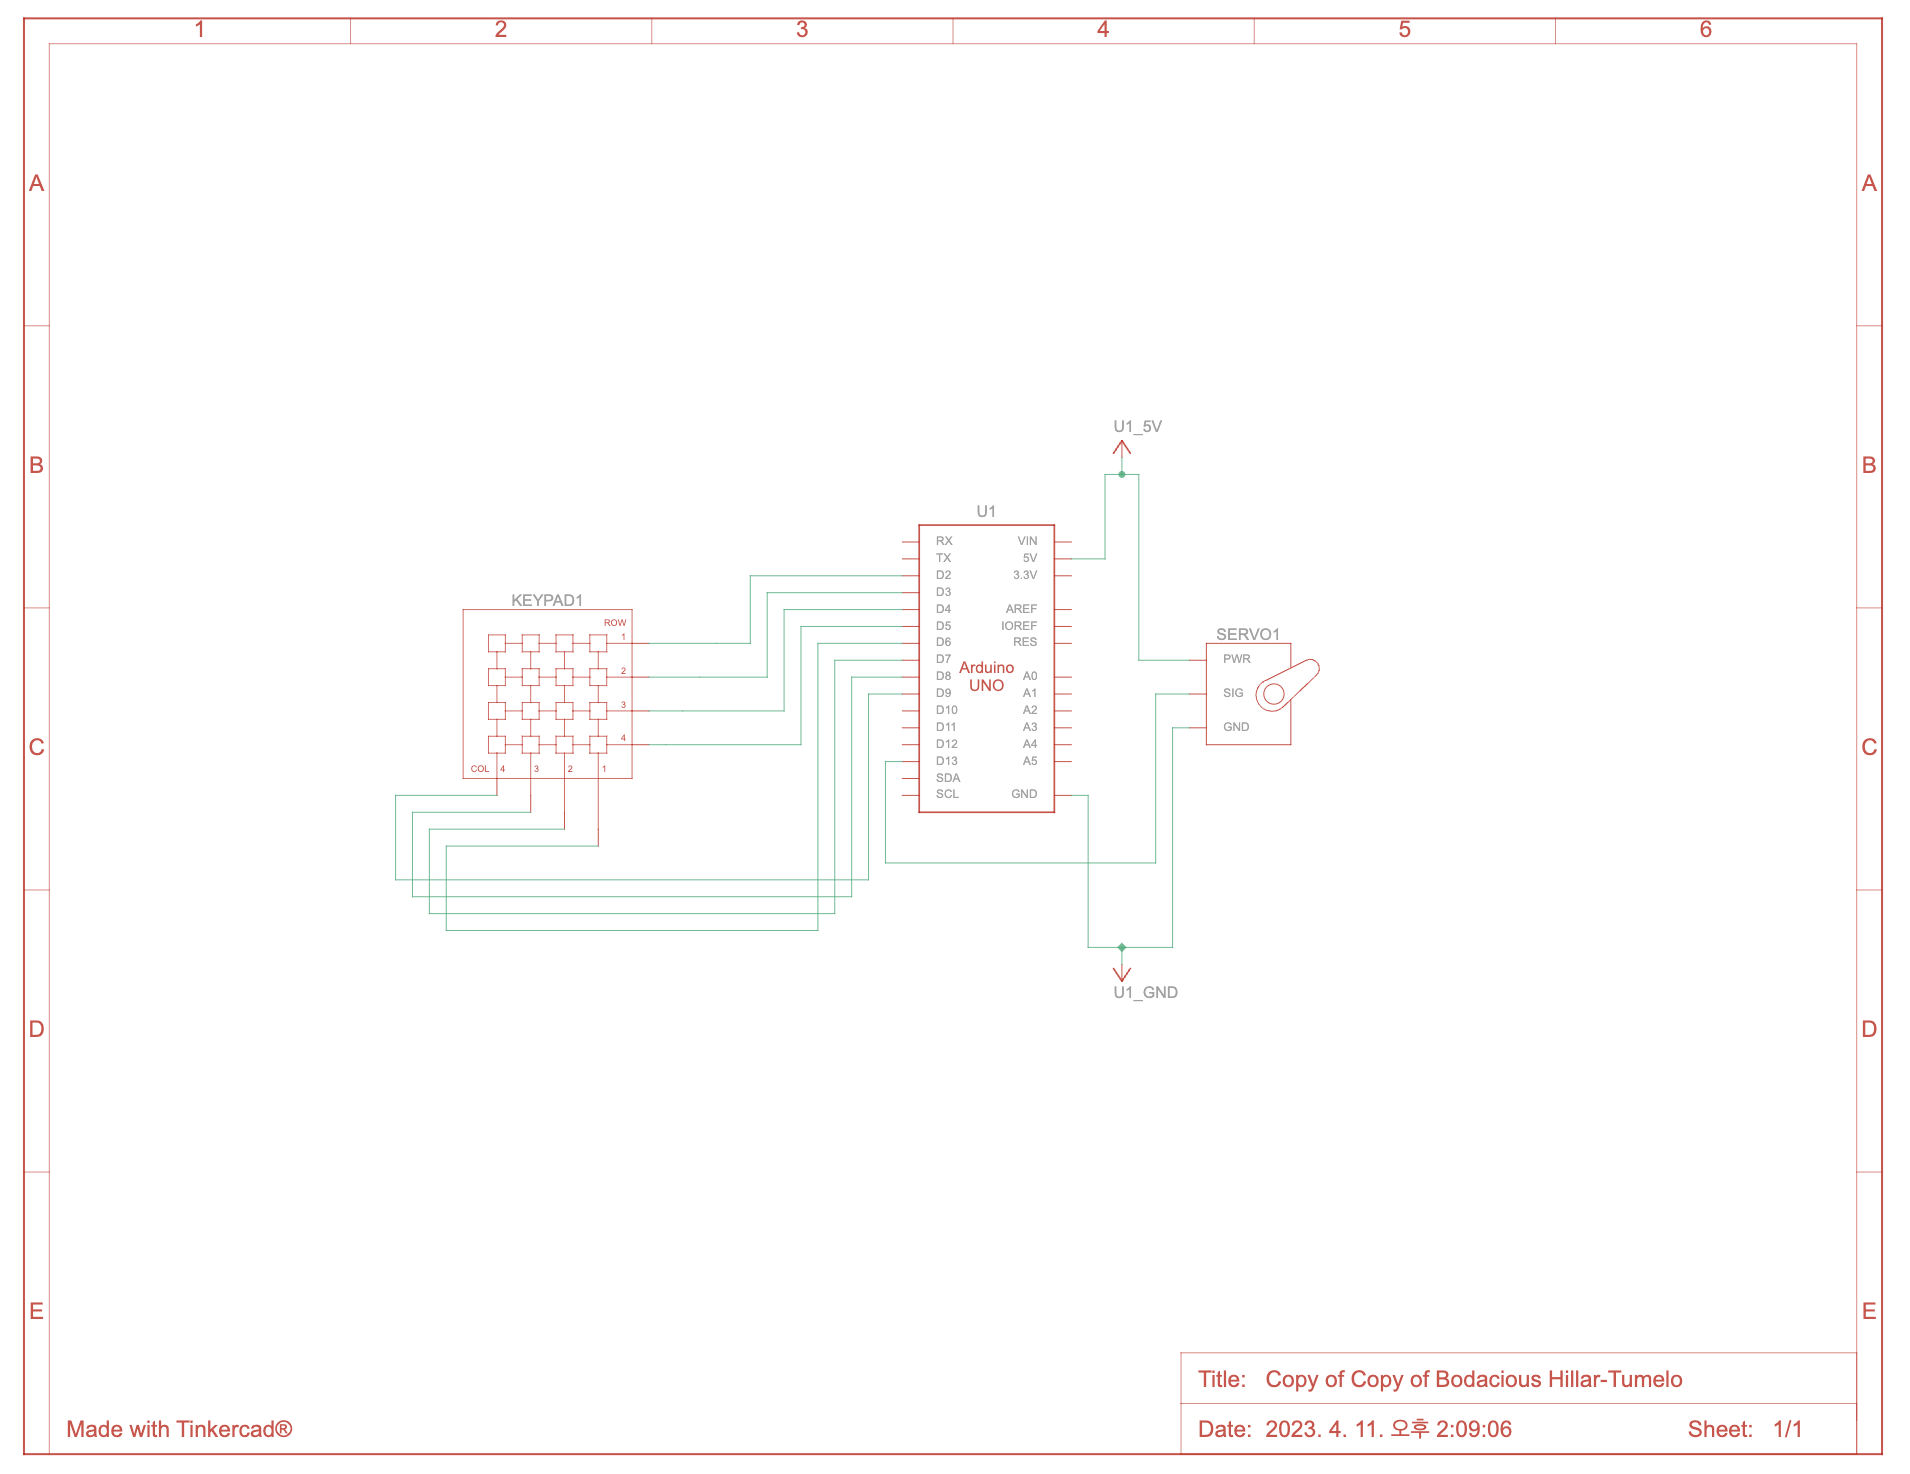 1 2 3 4 5 6
A A
B B
C C
D D
E E
U1_5V
U1
RX VIN
TX 5V
D2 3.3V
D3
D4 AREF
D5 IOREF
D6 RES
D7
Arduino
UNO
D8 A0
D9 A1
D10 A2
D11 A3
D12 A4
D13 A5
SDA
SCL GND
KEYPAD1
ROW
1
2
3
4
COL 4 3 2 1
SERVO1
PWR
SIG
GND
U1_GND
Title: Copy of Copy of Bodacious Hillar-Tumelo
Made with Tinkercad®
Date: 2023. 4. 11. 오후 2:09:06 Sheet: 1/1